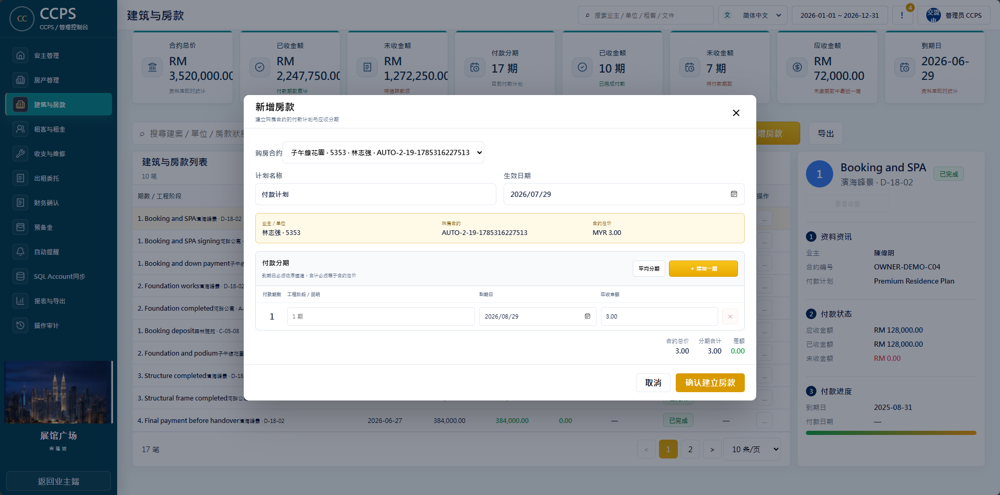 CC
CCPS
CCPS / 管理控制台
业主管理
房产管理
建筑与房款
租客与租金
收支与维修
出租委托
财务确认
预备金
自动提醒
SQL Account同步
报表与导出
操作审计
展馆广场
吉隆坡
返回业主端
建筑与房款
搜索业主 / 单位 / 租客 / 文件
文 简体中文
2026-01-01 ~ 2026-12-31
!
4
交流电
管理员 CCPS
合约总价
RM 3,520,000.00
资料库即时统计
已收金额
RM 2,247,750.00
付款期数累计
未收金额
RM 1,272,250.00
待追踪款项
付款分期
17 期
目前付款计划
已收金额
10 期
已完成付款
未收金额
7 期
待付款期数
应收金额
RM 72,000.00
未缴期数中最近一笔
到期日
2026-06-29
资料库即时统计
搜尋建案 / 單位 / 房款狀態
增房款
导出
建筑与房款列表
10 笔
期数 / 工程阶段
操作
1. Booking and SPA濱海峰景 · D-18-02
...
1. Booking and SPA signing河畔公寓 ·
...
1. Booking and down payment子午線
...
2. Foundation works濱海峰景 · D-18-02
...
2. Foundation completed河畔公寓 · A-
...
1. Booking deposit森林雅苑 · C-05-08
...
2. Foundation and podium子午線花園
...
3. Structure completed濱海峰景 · D-18
...
3. Structural frame completed河畔公寓
...
4. Final payment before handover濱海峰景 · D-18-02
2026-06-27
384,000.00
384,000.00
0.00
—
已完成
—
...
17 笔
<
1
2
>
10 条/页
1
Booking and SPA
濱海峰景 · D-18-02
已完成
查看收据
1 资料资讯
业主 陳偉明
合约编号 OWNER-DEMO-C04
付款计划 Premium Residence Plan
2 付款状态
应收金额 RM 128,000.00
已收金额 RM 128,000.00
未收金额 RM 0.00
3 付款进度
到期日 2025-08-31
付款日期 —
新增房款
建立购房合约的付款计划与应收分期
×
购房合约 子午線花園 · 5353 · 林志強 · AUTO-2-19-1785316227513
计划名称
付款计划
生效日期
2026/07/29
业主 / 单位
林志強 · 5353
购房合约
AUTO-2-19-1785316227513
合约总价
MYR 3.00
付款分期
到期日必须依序递增，合计必须等于合约总价
平均分期
+ 增加一期
付款期数 工程阶段 / 说明 到期日 应收金额
1 1 期 2026/08/29 3.00 ×
合约总价 分期合计 差额
3.00 3.00 0.00
取消
确认建立房款